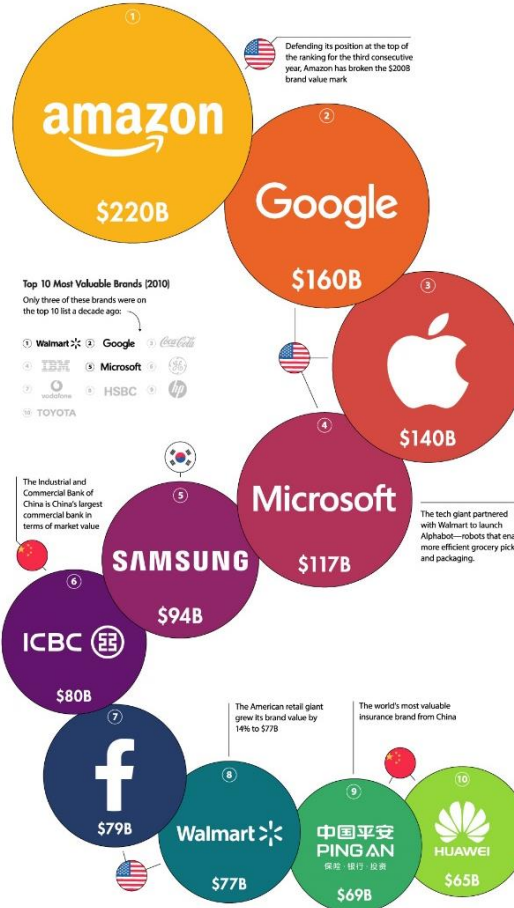 1
amazon
$220B
Defending its position at the top of
the ranking for the third consecutive
year, Amazon has broken the $200B
brand value mark
2
Google
$160B
3
$140B
Top 10 Most Valuable Brands (2010)
Only three of these brands were on
the top 10 list a decade ago:
1 Walmart 2 Google 3 Coca-Cola
4 IBM 5 Microsoft 6 GE
7 vodafone 8 HSBC 9 hp
10 TOYOTA
4
Microsoft
$117B
The tech giant partnered
with Walmart to launch
Alphabot—robots that
more efficient grocery
and packaging.
5
SAMSUNG
$94B
The Industrial and
Commercial Bank of
China is China's largest
commercial bank in
terms of market value
6
ICBC
$80B
7
f
$79B
The American retail giant
grew its brand value by
14% to $77B
8
Walmart
$77B
The world's most valuable
insurance brand from China
9
中国平安
PING AN
保险·银行·投资
$69B
10
HUAWEI
$65B